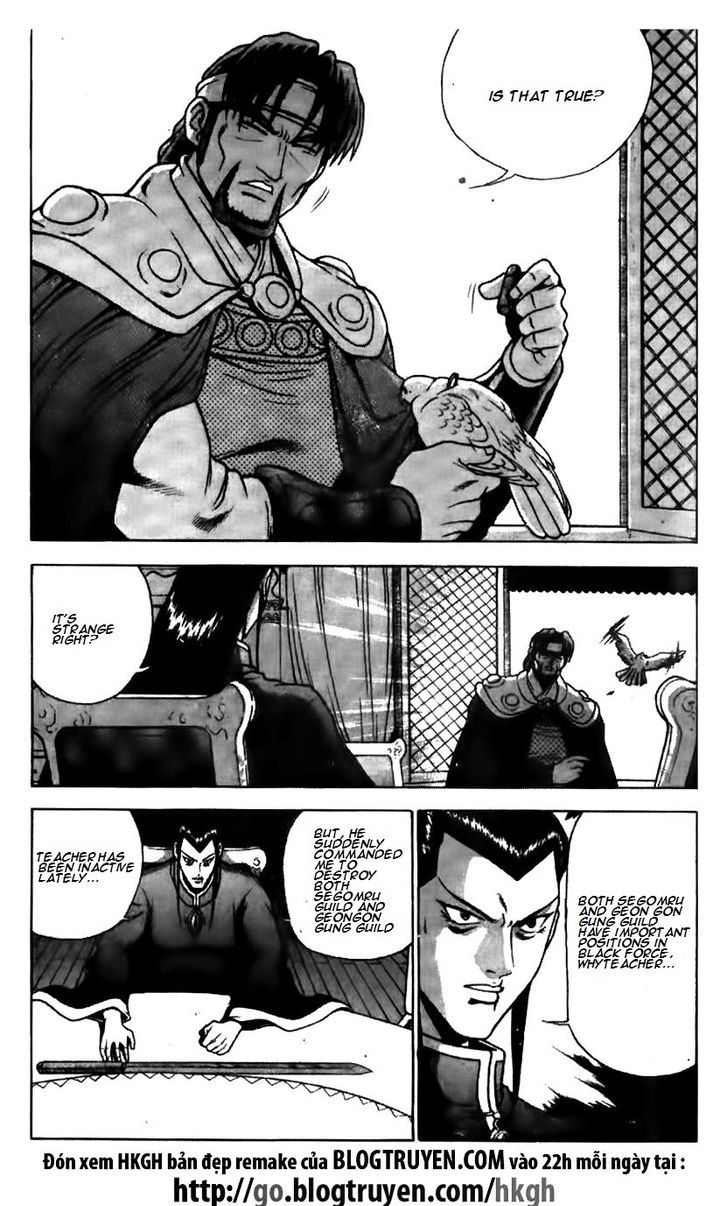 IS THAT TRUE?
IT'S
STRANGE
RIGHT?
TEACHER HAS
BEEN INACTIVE
LATELY...
BUT, HE
SUDDENLY
COMMANDED
ME TO
DESTROY
BOTH
SEGOMRU
GUILD AND
GEONGON
GUNG GUILD
BOTH SEGOMRU
AND GEON GON
GUNG GUILD
HAVE IMPORTANT
POSITIONS IN
BLACK FORCE,
WHYTEACHER...
Đón xem HKGH bản đẹp remake của BLOGTRUYEN.COM vào 22h mỗi ngày tại :
http://go.blogtruyen.com/hkgh